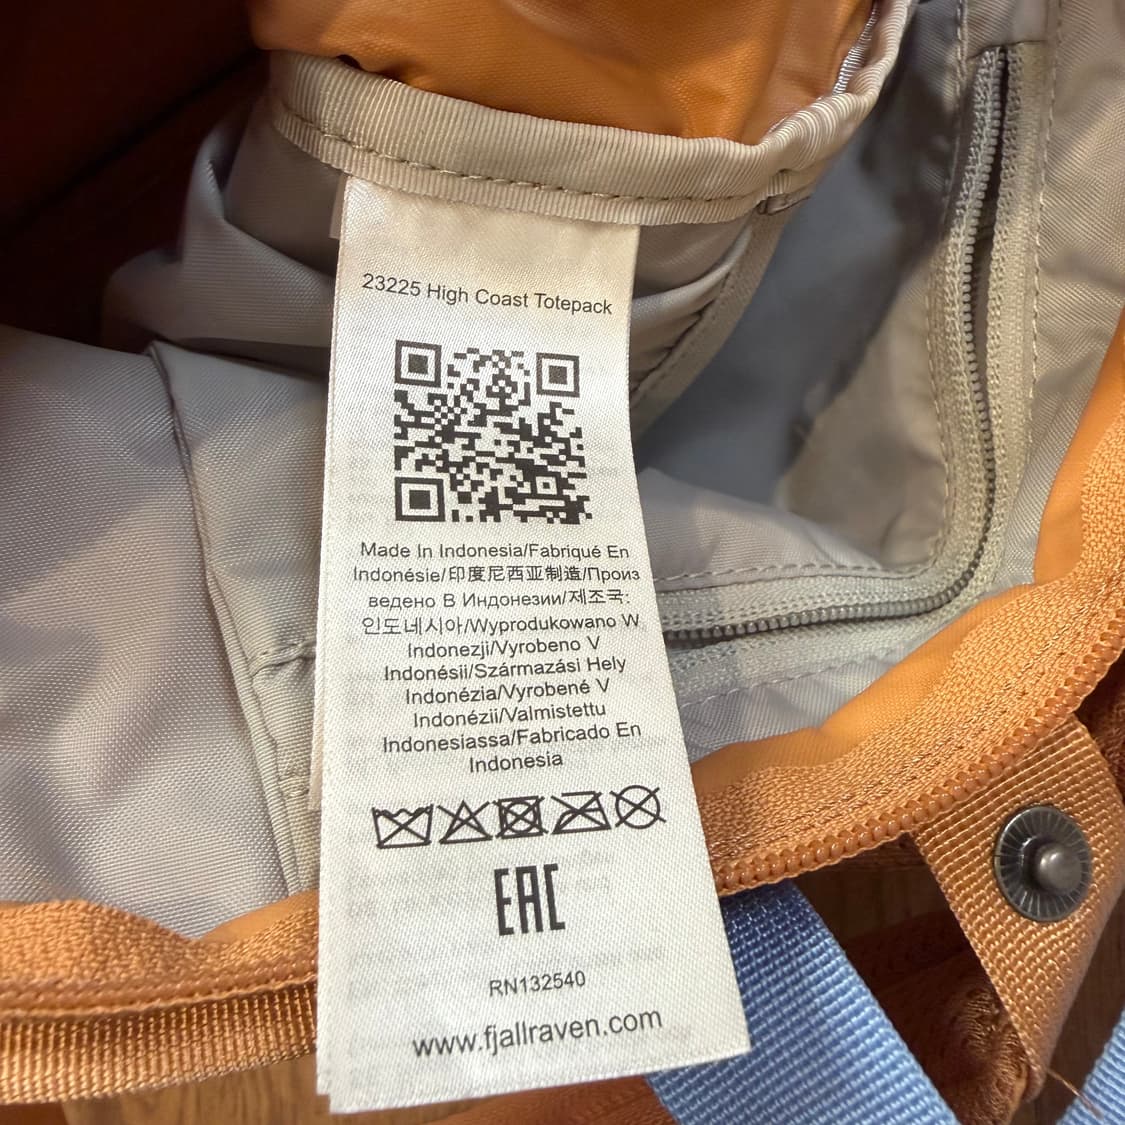 23225 High Coast Totepack
Made In Indonesia/Fabriqué En
Indonésie/印度尼西亚制造/Произ
ведено В Индонезии/제조국:
인도네시아/Wyprodukowano W
Indonezji/Vyrobeno V
Indonésii/Származási Hely
Indonézia/Vyrobené V
Indonézii/Valmistettu
Indonesiassa/Fabricado En
Indonesia
EAC
RN132540
www.fjallraven.com